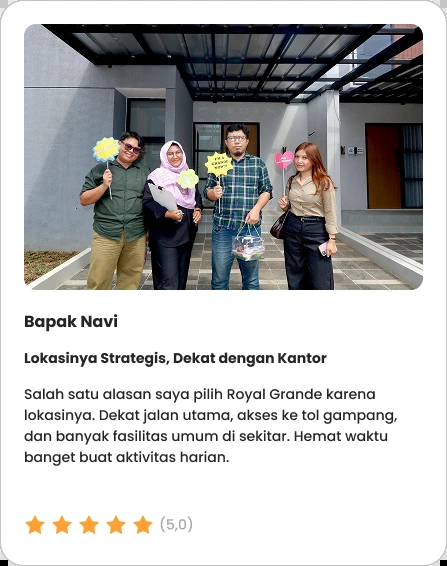 Bapak Navi
Lokasinya Strategis, Dekat dengan Kantor
Salah satu alasan saya pilih Royal Grande karena
lokasinya. Dekat jalan utama, akses ke tol gampang,
dan banyak fasilitas umum di sekitar. Hemat waktu
banget buat aktivitas harian.
(5,0)